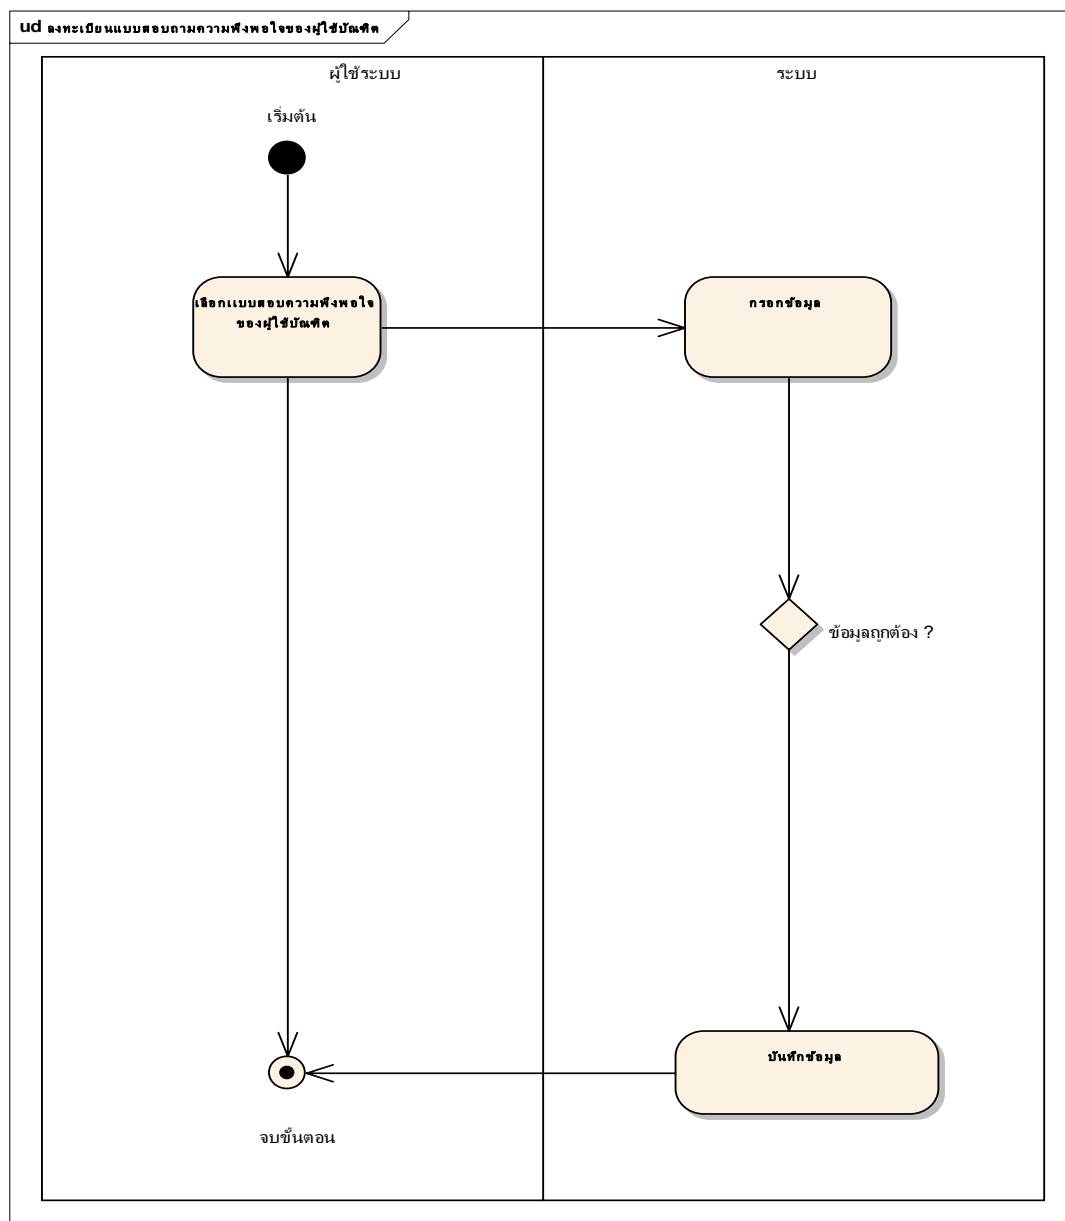 ud ลงทะเบียนแบบสอบถามความพึงพอใจของผู้ใช้บัณฑิต
ผู้ใช้ระบบ
ระบบ
เริ่มต้น
เลือกแบบสอบความพึงพอใจ
ของผู้ใช้บัณฑิต
กรอกข้อมูล
ข้อมูลถูกต้อง ?
บันทึกข้อมูล
จบขั้นตอน